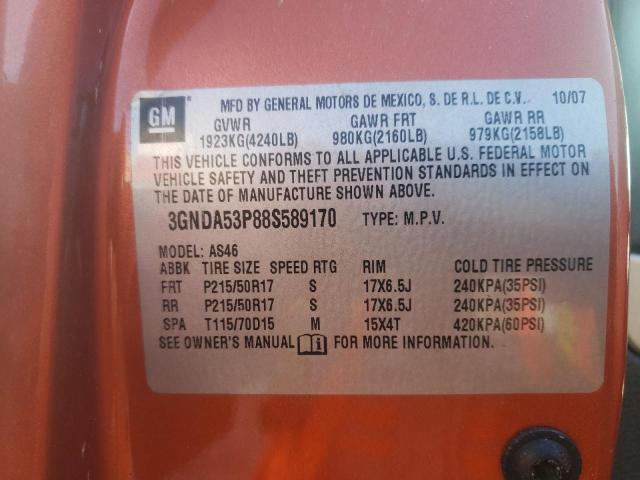 GM
MFD BY GENERAL MOTORS DE MEXICO, S. DE R.L. DE C.V. 10/07
GVWR GAWR FRT GAWR RR
1923KG(4240LB) 980KG(2160LB) 979KG(2158LB)
THIS VEHICLE CONFORMS TO ALL APPLICABLE U.S. FEDERAL MOTOR
VEHICLE SAFETY AND THEFT PREVENTION STANDARDS IN EFFECT ON
THE DATE OF MANUFACTURE SHOWN ABOVE.
3GNDA53P88S589170 TYPE: M.P.V.
MODEL: AS46
ABBK TIRE SIZE SPEED RTG RIM COLD TIRE PRESSURE
FRT P215/50R17 S 17X6.5J 240KPA(35PSI)
RR P215/50R17 S 17X6.5J 240KPA(35PSI)
SPA T115/70D15 M 15X4T 420KPA(60PSI)
SEE OWNER'S MANUAL FOR MORE INFORMATION.